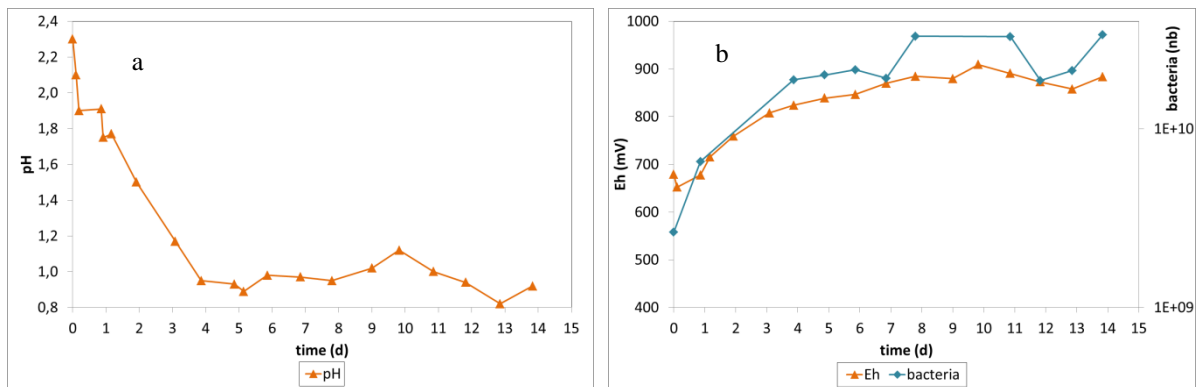 2,4
2,2
2,0
1,8
1,6
1,4
1,2
1,0
0,8
pH
a
0 1 2 3 4 5 6 7 8 9 10 11 12 13 14 15
time (d)
pH
1000
900
800
700
600
500
400
Eh (mV)
b
1E+10
1E+09
bacteria (nb)
0 1 2 3 4 5 6 7 8 9 10 11 12 13 14 15
time (d)
Eh bacteria